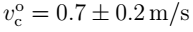 v_c^o = 0.7 ± 0.2 m/s